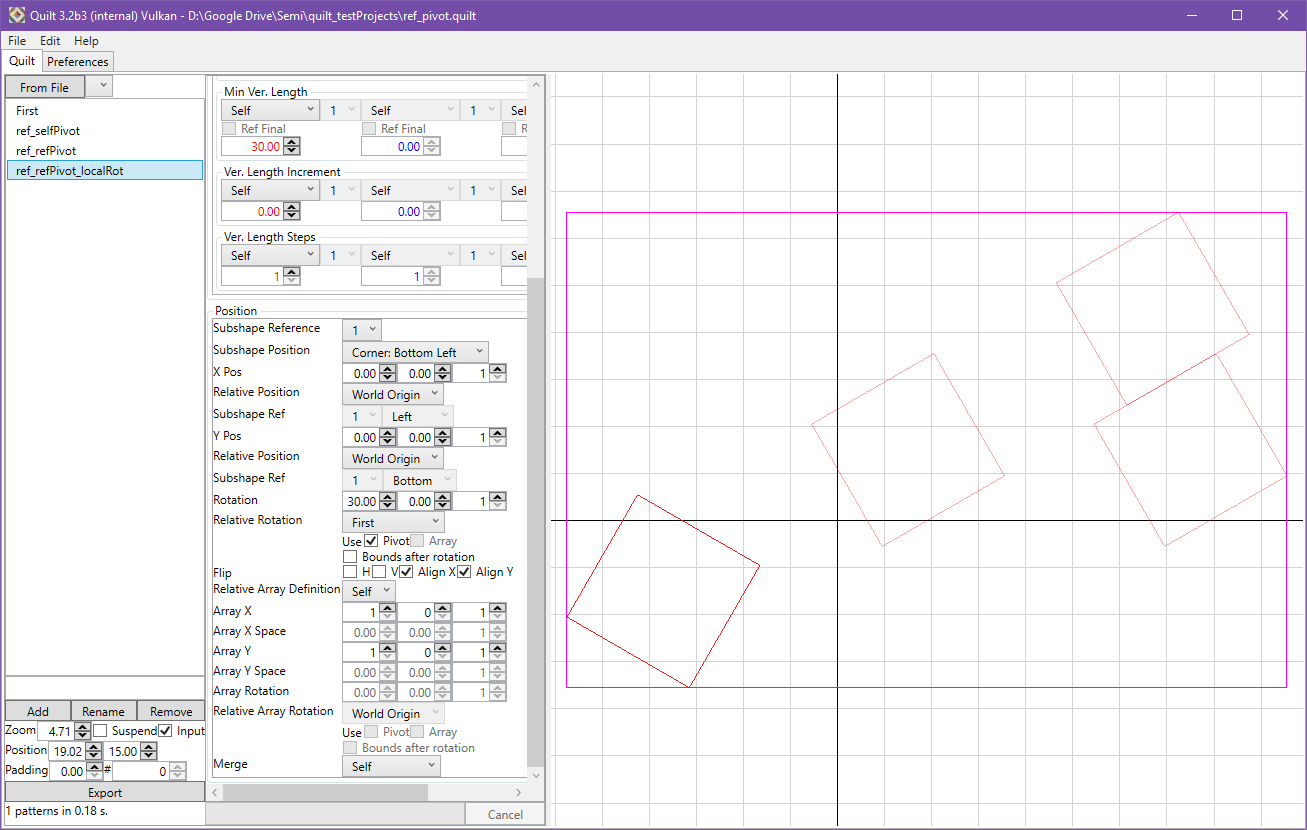 Quilt 3.2b3 (internal) Vulkan - D:\Google Drive\Semi\quilt_testProjects\ref_pivot.quilt
File Edit Help
Quilt Preferences
From File
First
ref_selfPivot
ref_refPivot
ref_refPivot_localRot
Add Rename Remove
Zoom 4.71 Suspend Input
Position 19.02 15.00
Padding 0.00 # 0
Export
1 patterns in 0.18 s.
Min Ver. Length
Self 1 Self 1 Sel
Ref Final Ref Final R
30.00 0.00
Ver. Length Increment
Self 1 Self 1 Sel
0.00 0.00
Ver. Length Steps
Self 1 Self 1 Sel
1 1
Position
Subshape Reference 1
Subshape Position Corner: Bottom Left
X Pos 0.00 0.00 1
Relative Position World Origin
Subshape Ref 1 Left
Y Pos 0.00 0.00 1
Relative Position World Origin
Subshape Ref 1 Bottom
Rotation 30.00 0.00 1
Relative Rotation First
Use Pivot Array
Bounds after rotation
Flip H V Align X Align Y
Relative Array Definition Self
Array X 1 0 1
Array X Space 0.00 0.00 1
Array Y 1 0 1
Array Y Space 0.00 0.00 1
Array Rotation 0.00 0.00 1
Relative Array Rotation World Origin
Use Pivot Array
Bounds after rotation
Merge Self
Cancel